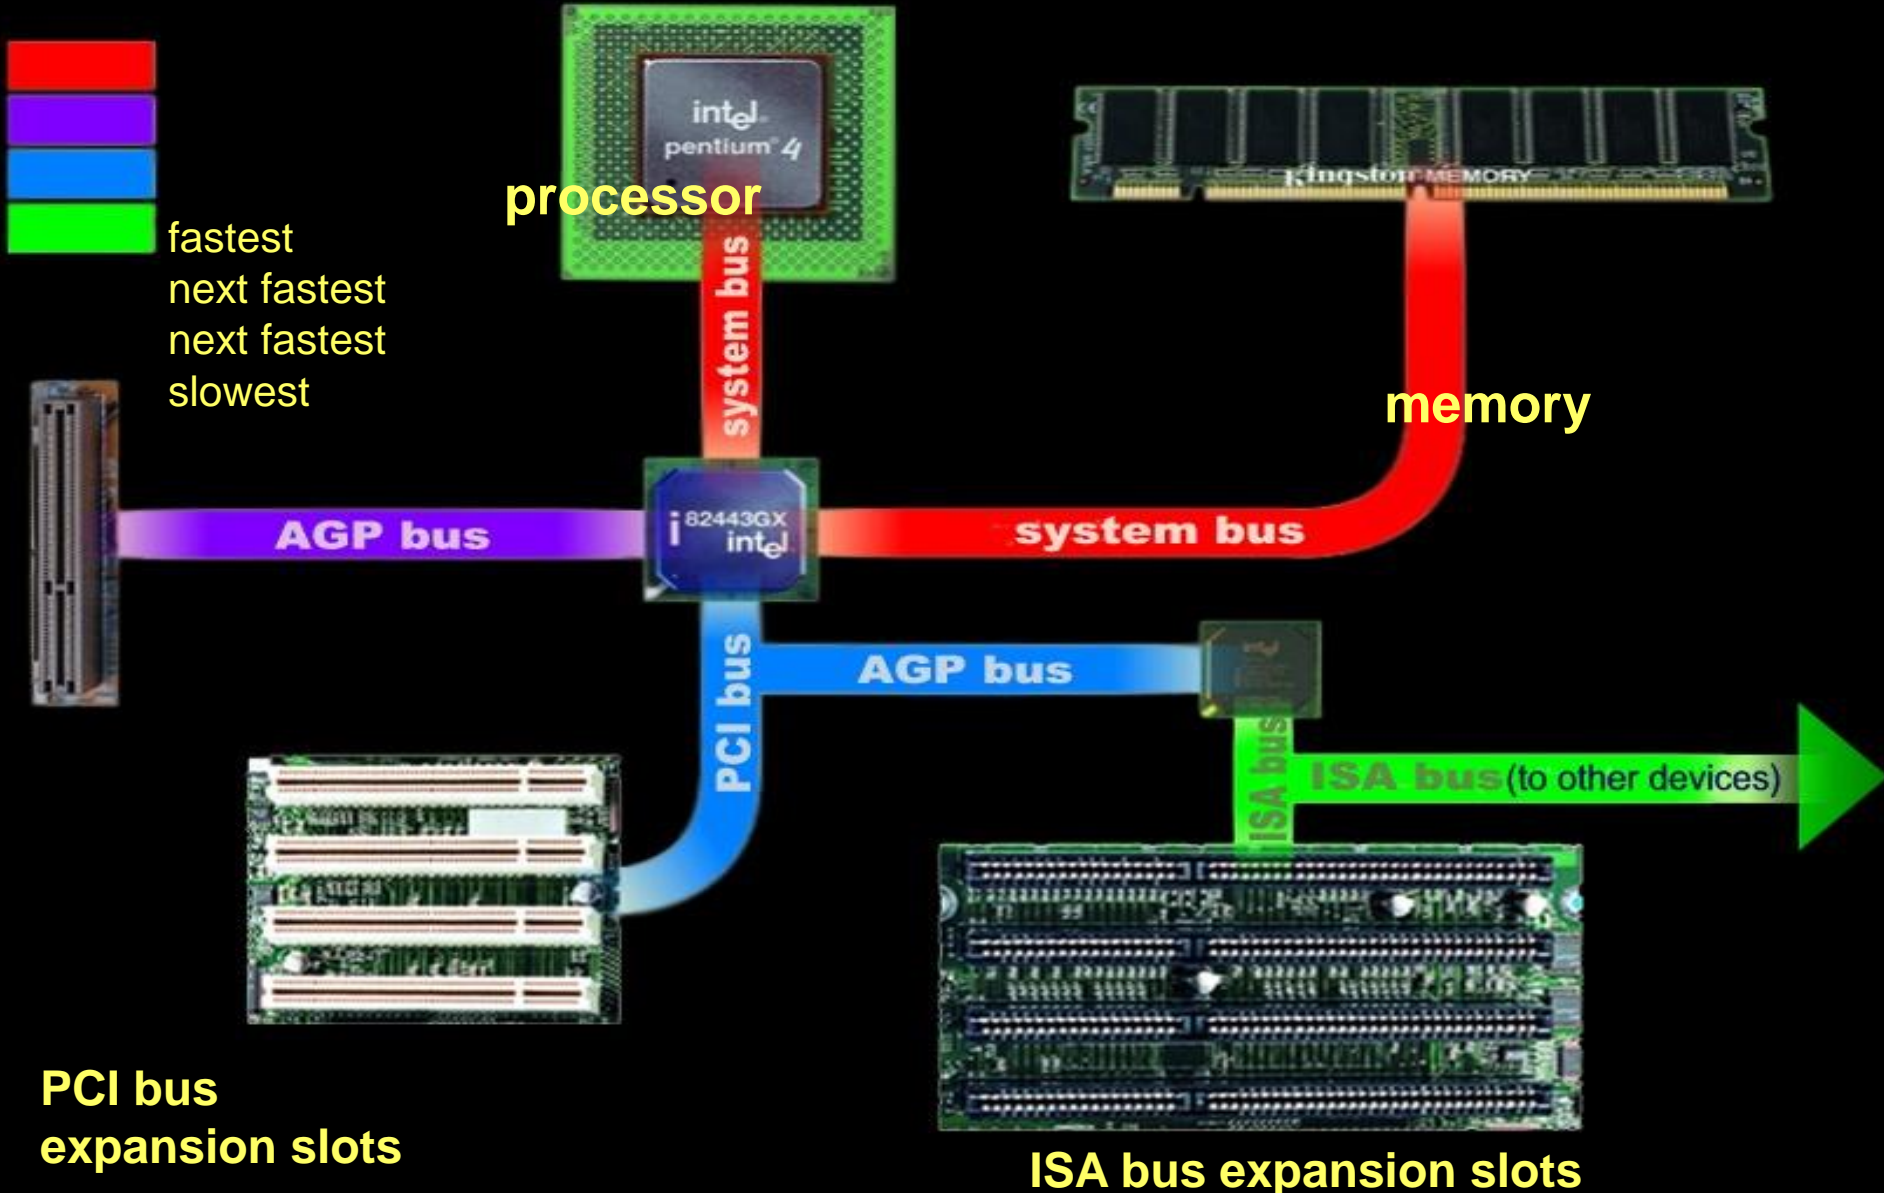 intel
pentium® 4
processor
Kingston MEMORY
fastest
next fastest
next fastest
slowest
system bus
memory
AGP bus
i 82443GX
intel
system bus
PCI bus
AGP bus
intel
ISA bus
ISA bus (to other devices)
PCI bus
expansion slots
ISA bus expansion slots